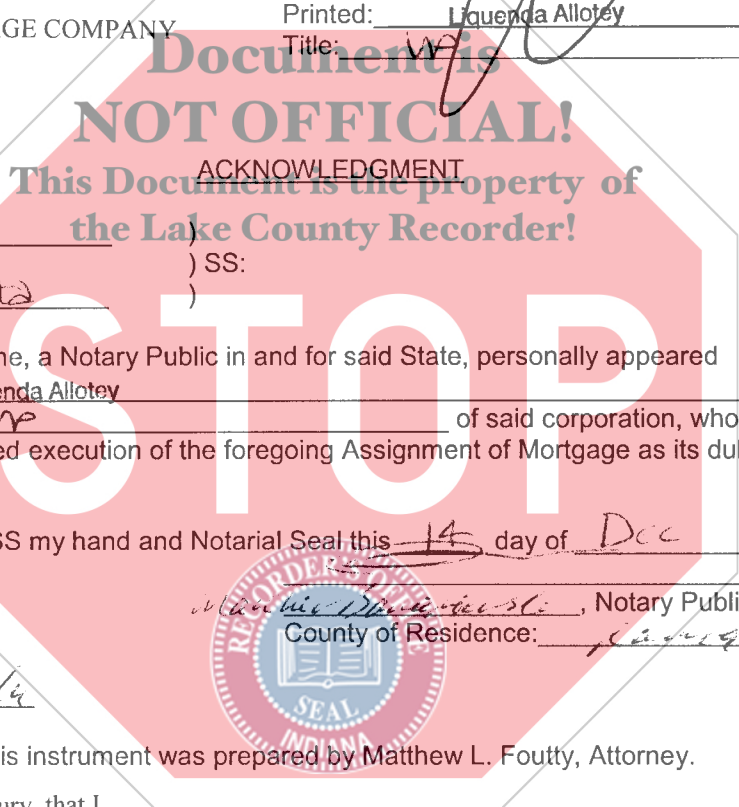 Printed: Liquenda Allotey
GE COMPANY
Title: VP
Document is
NOT OFFICIAL!
ACKNOWLEDGMENT
This Document is the property of
the Lake County Recorder!
)
) SS:
)
ne, a Notary Public in and for said State, personally appeared
enda Allotey
of said corporation, who
ed execution of the foregoing Assignment of Mortgage as its dul
STOP
SS my hand and Notarial Seal this 14 day of Dec
, Notary Publi
County of Residence:
RECORDER'S OFFICE
SEAL
INDIANA
is instrument was prepared by Matthew L. Foutty, Attorney.
ury, that I